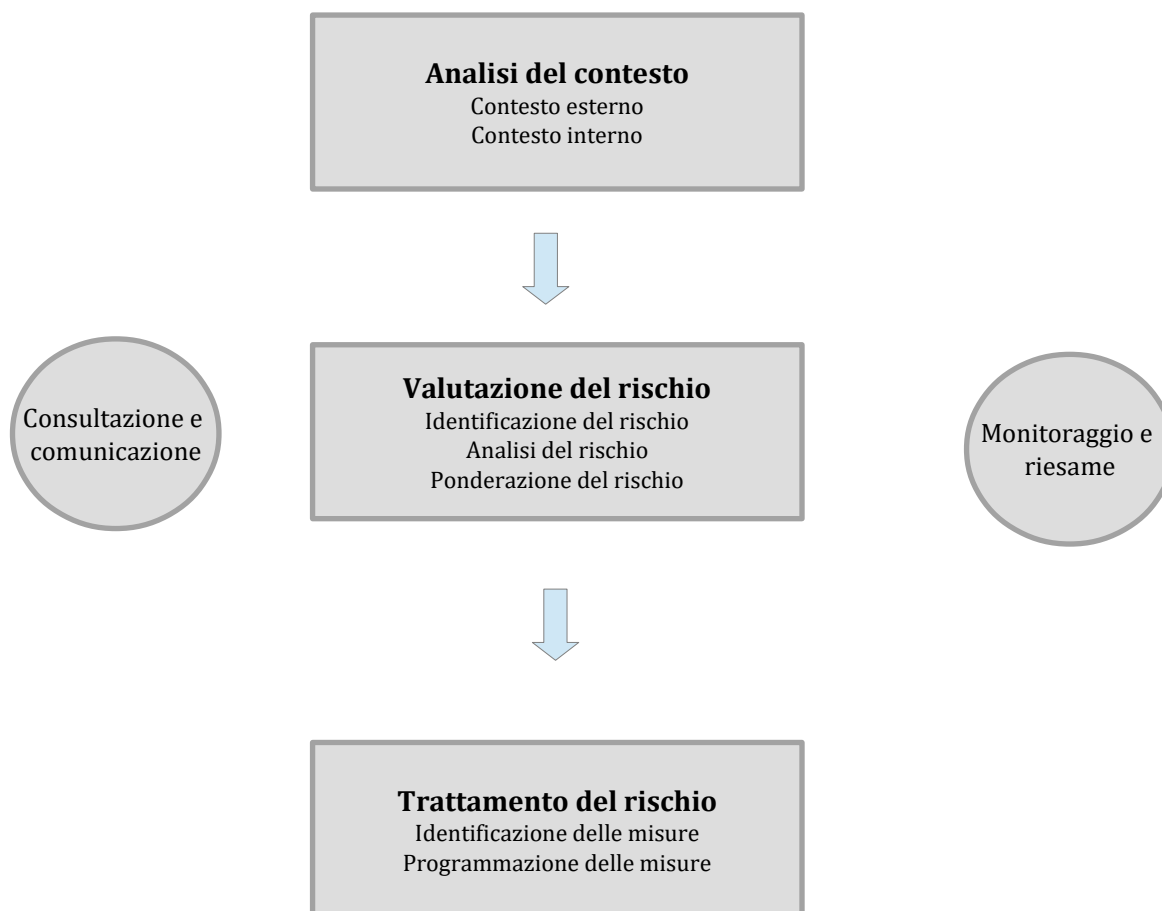 Analisi del contesto
Contesto esterno
Contesto interno
Consultazione e
comunicazione
Valutazione del rischio
Identificazione del rischio
Analisi del rischio
Ponderazione del rischio
Monitoraggio e
riesame
Trattamento del rischio
Identificazione delle misure
Programmazione delle misure